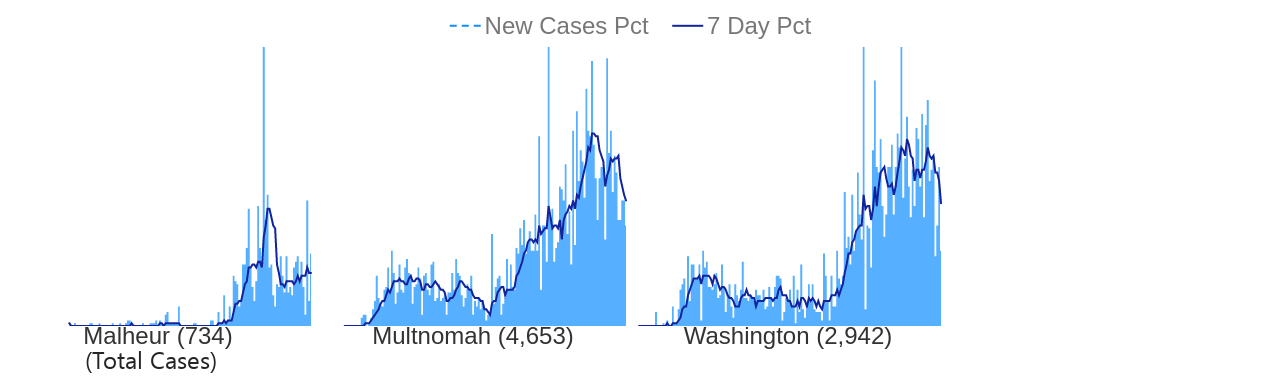 New Cases Pct 7 Day Pct
Malheur (734) Multnomah (4,653) Washington (2,942)
(Total Cases)